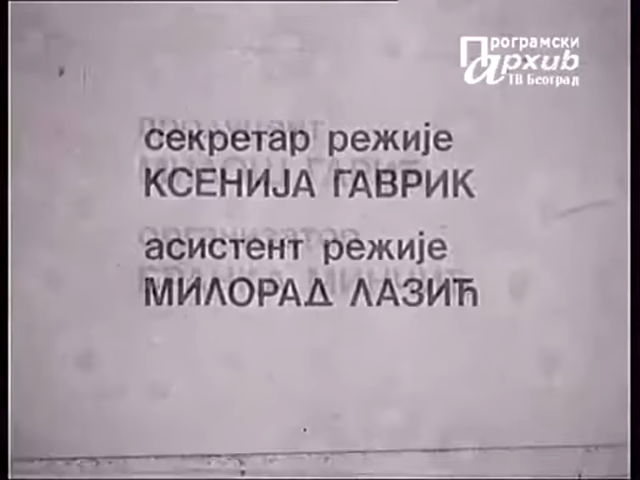 Програмски
архив
ТВ Београд
секретар режије
КСЕНИЈА ГАВРИК
асистент режије
МИЛОРАД ЛАЗИЋ